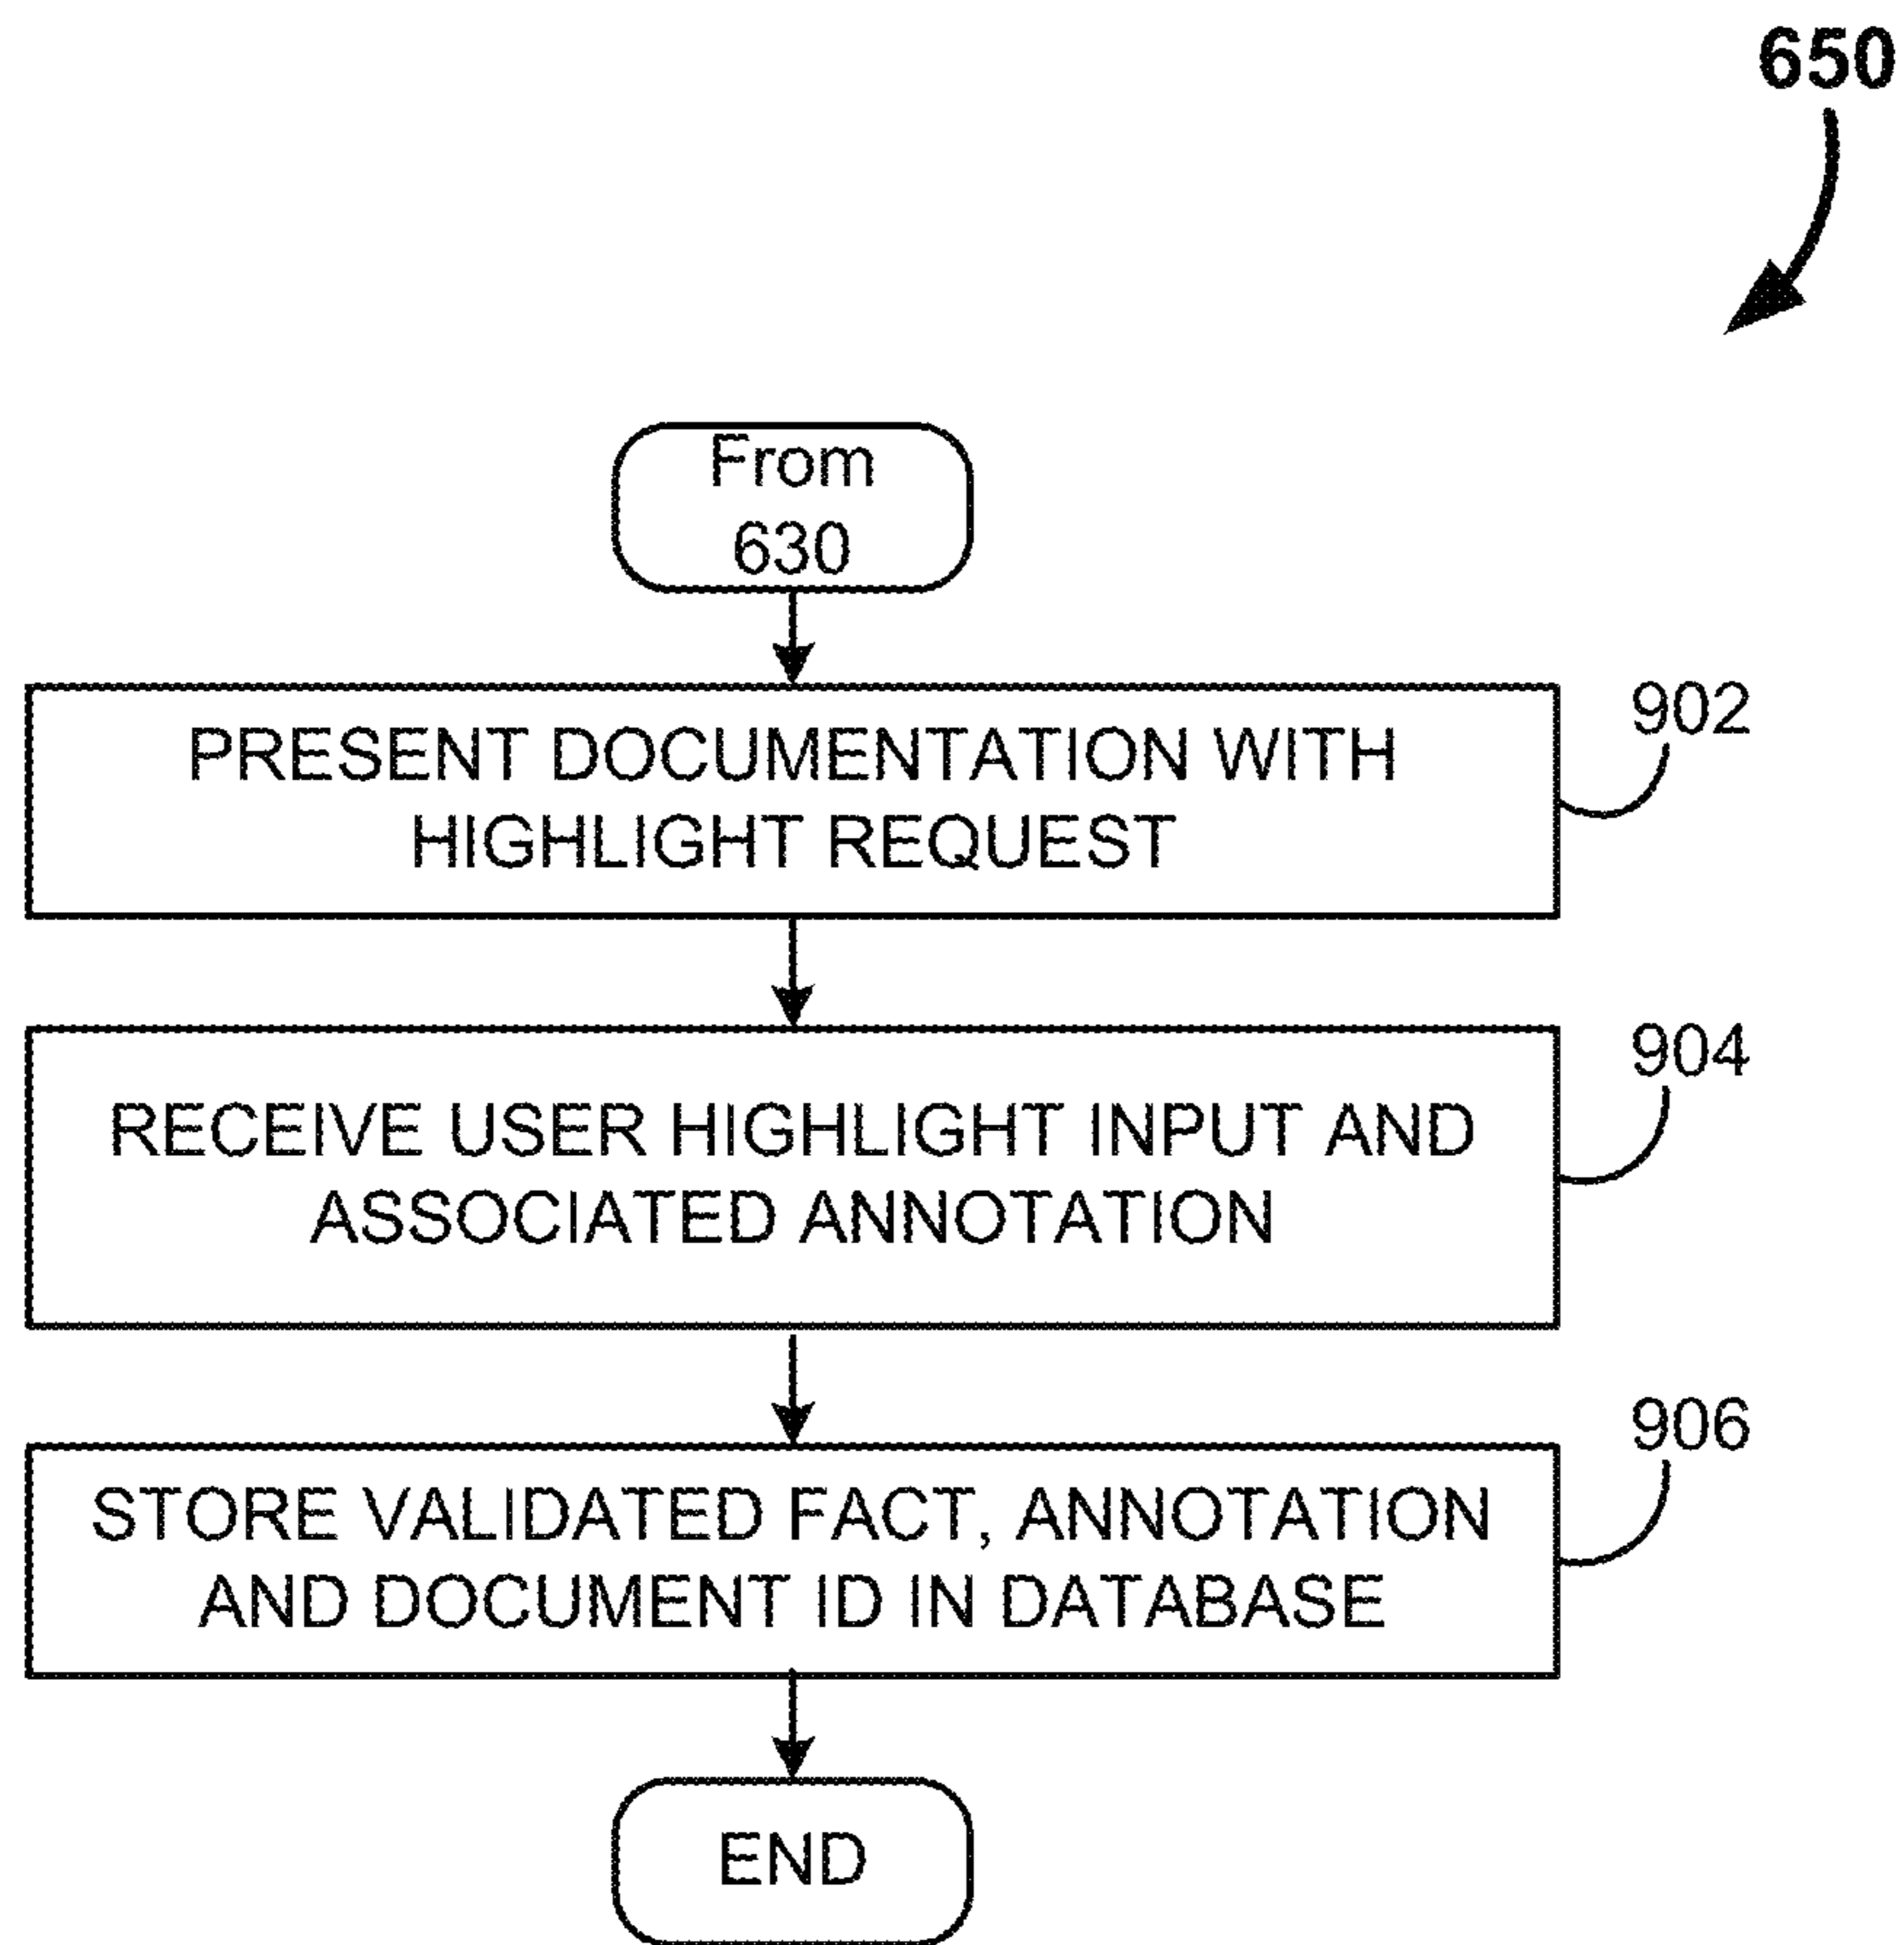 650
From
630
PRESENT DOCUMENTATION WITH
HIGHLIGHT REQUEST
902
RECEIVE USER HIGHLIGHT INPUT AND
ASSOCIATED ANNOTATION
904
STORE VALIDATED FACT, ANNOTATION
AND DOCUMENT ID IN DATABASE
906
END